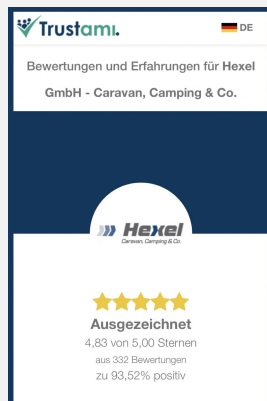 Trustami.
DE
Bewertungen und Erfahrungen für Hexel
GmbH - Caravan, Camping & Co.
Hexel
Caravan, Camping & Co.
Ausgezeichnet
4,83 von 5,00 Sternen
aus 332 Bewertungen
zu 93,52% positiv